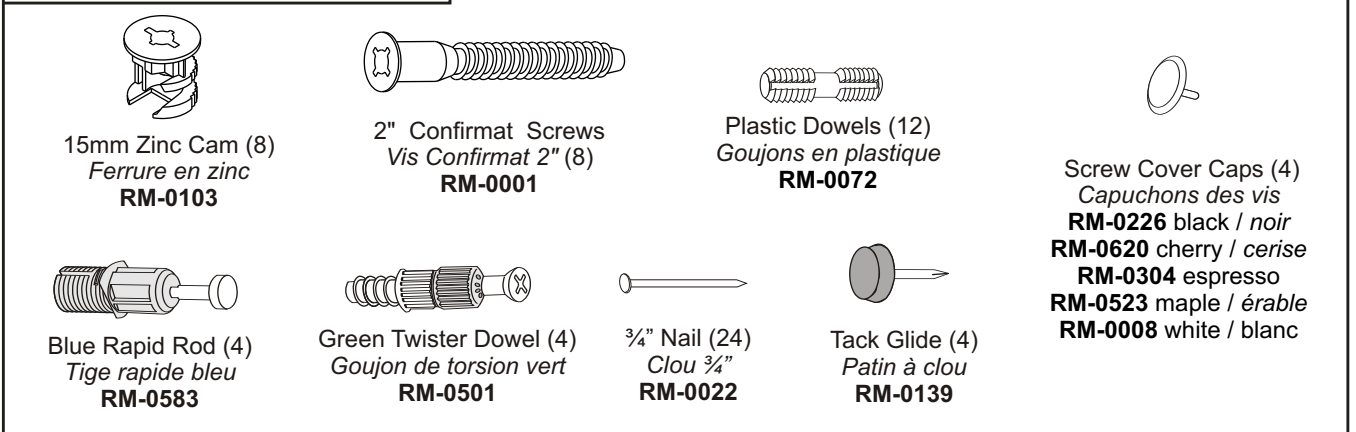 15mm Zinc Cam (8)
Ferrure en zinc
RM-0103
2" Confirmat Screws
Vis Confirmat 2" (8)
RM-0001
Plastic Dowels (12)
Goujons en plastique
RM-0072
Screw Cover Caps (4)
Capuchons des vis
RM-0226 black / noir
RM-0620 cherry / cerise
RM-0304 espresso
RM-0523 maple / érable
RM-0008 white / blanc
Blue Rapid Rod (4)
Tige rapide bleu
RM-0583
Green Twister Dowel (4)
Goujon de torsion vert
RM-0501
¾” Nail (24)
Clou ¾”
RM-0022
Tack Glide (4)
Patin à clou
RM-0139